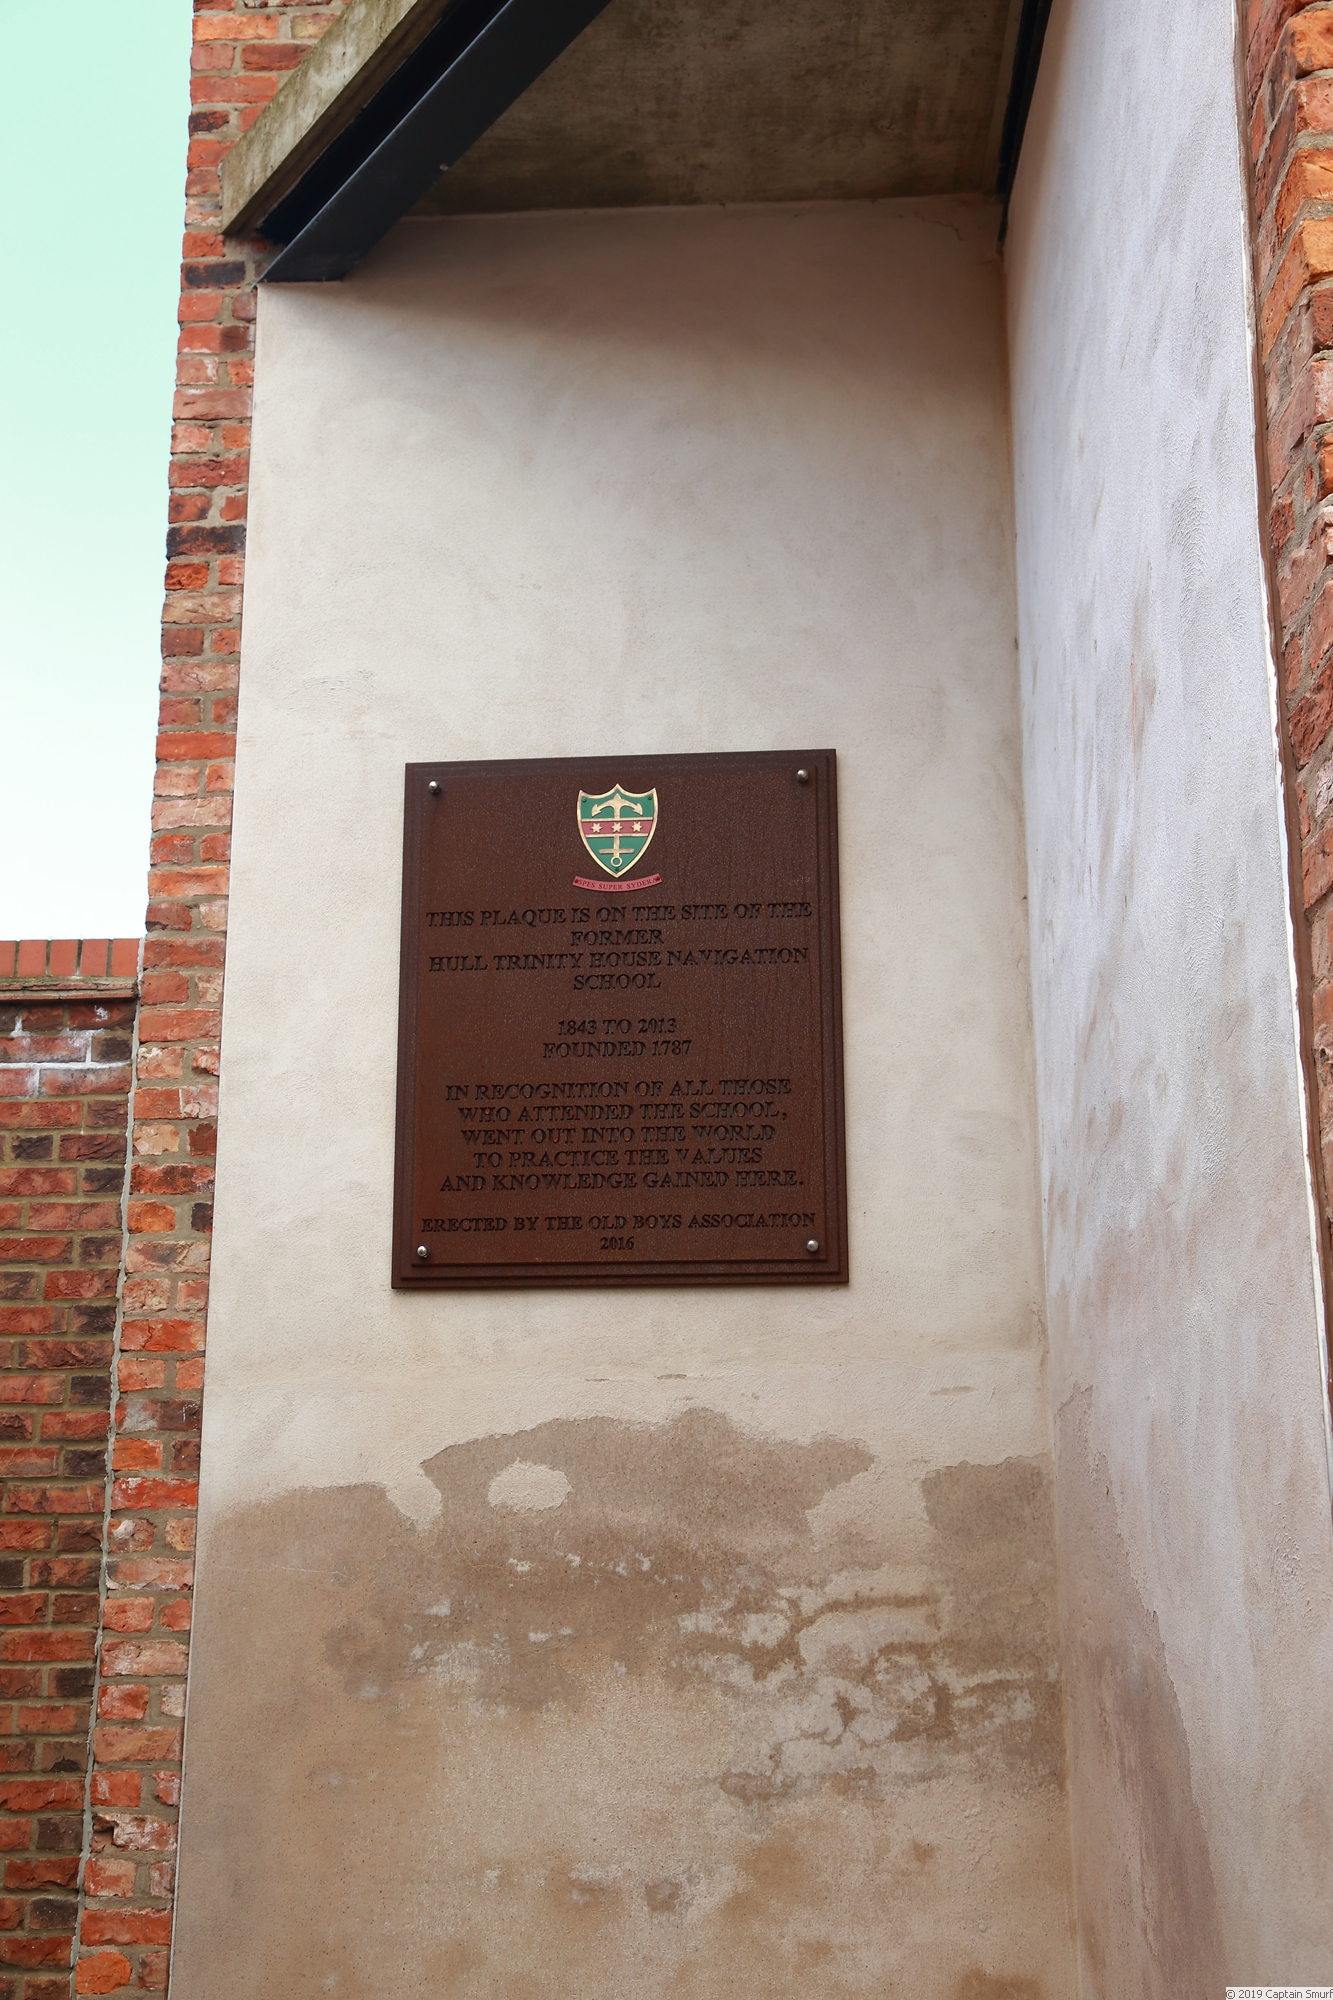 SPES SUPER SYDERA
THIS PLAQUE IS ON THE SITE OF THE
FORMER
HULL TRINITY HOUSE NAVIGATION
SCHOOL
1843 TO 2013
FOUNDED 1787
IN RECOGNITION OF ALL THOSE
WHO ATTENDED THE SCHOOL,
WENT OUT INTO THE WORLD
TO PRACTICE THE VALUES
AND KNOWLEDGE GAINED HERE.
ERECTED BY THE OLD BOYS ASSOCIATION
2016
© 2019 Captain Smurf